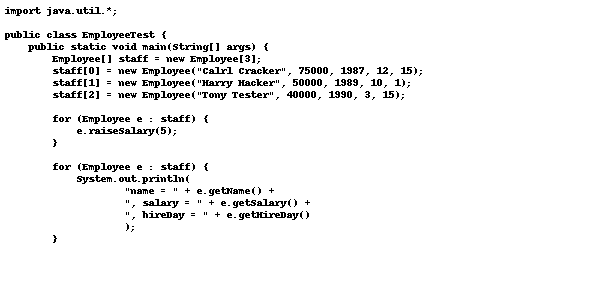 import java.util.*;
public class EmployeeTest {
public static void main(String[] args) {
Employee[] staff = new Employee[3];
staff[0] = new Employee("Calrl Cracker", 75000, 1987, 12, 15);
staff[1] = new Employee("Harry Hacker", 50000, 1989, 10, 1);
staff[2] = new Employee("Tony Tester", 40000, 1990, 3, 15);
for (Employee e : staff) {
e.raiseSalary(5);
}
for (Employee e : staff) {
System.out.println(
"name = " + e.getName() +
", salary = " + e.getSalary() +
", hireDay = " + e.getHireDay()
);
}